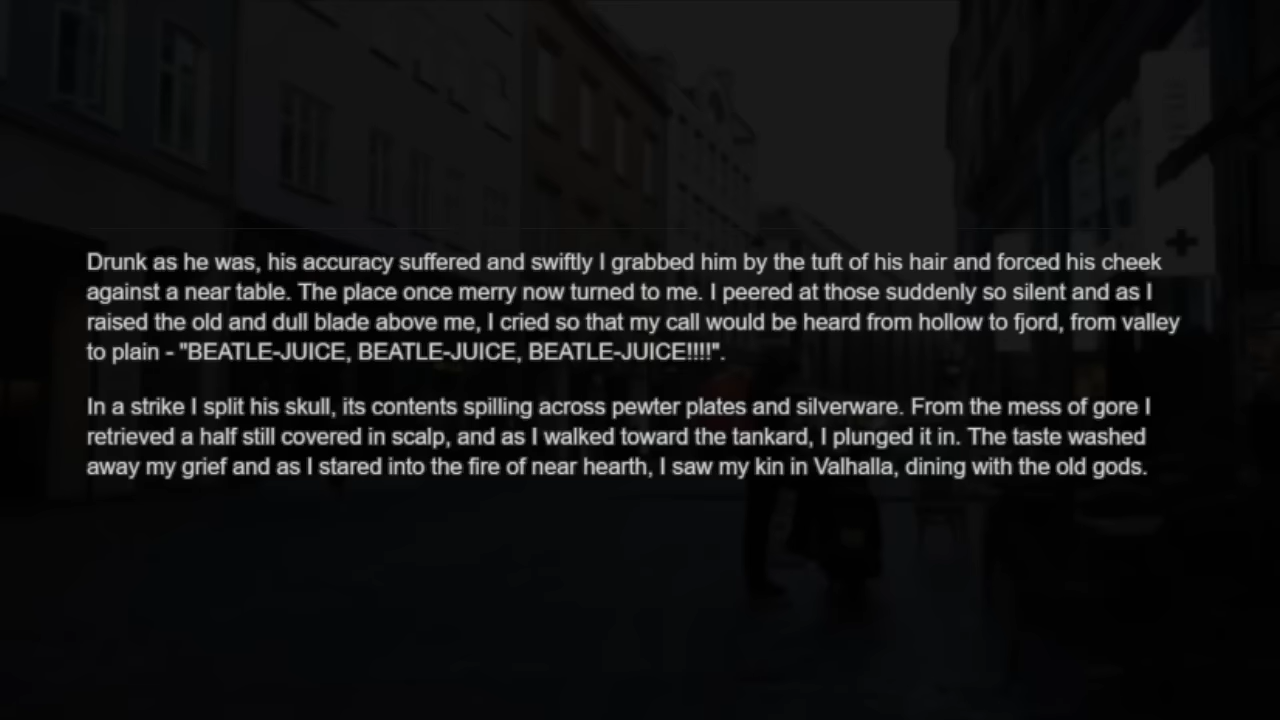 Drunk as he was, his accuracy suffered and swiftly I grabbed him by the tuft of his hair and forced his cheek
against a near table. The place once merry now turned to me. I peered at those suddenly so silent and as I
raised the old and dull blade above me, I cried so that my call would be heard from hollow to fjord, from valley
to plain - "BEATLE-JUICE, BEATLE-JUICE, BEATLE-JUICE!!!!".
In a strike I split his skull, its contents spilling across pewter plates and silverware. From the mess of gore I
retrieved a half still covered in scalp, and as I walked toward the tankard, I plunged it in. The taste washed
away my grief and as I stared into the fire of near hearth, I saw my kin in Valhalla, dining with the old gods.